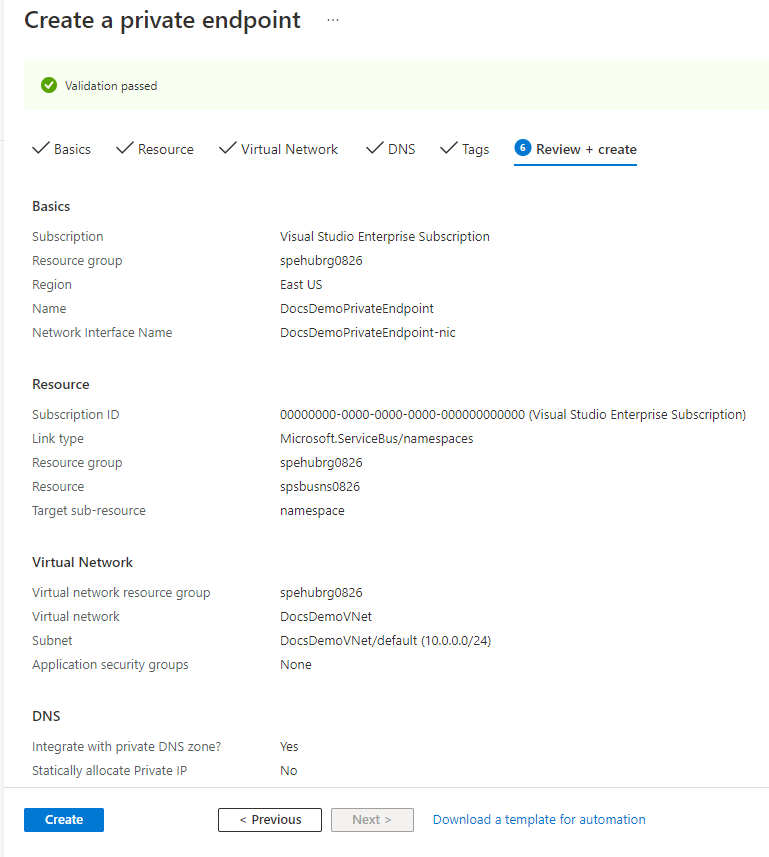 Create a private endpoint ...
Validation passed
Basics Resource Virtual Network DNS Tags 6 Review + create
Basics
Subscription Visual Studio Enterprise Subscription
Resource group spehubrg0826
Region East US
Name DocsDemoPrivateEndpoint
Network Interface Name DocsDemoPrivateEndpoint-nic
Resource
Subscription ID 00000000-0000-0000-0000-000000000000 (Visual Studio Enterprise Subscription)
Link type Microsoft.ServiceBus/namespaces
Resource group spehubrg0826
Resource spsbusns0826
Target sub-resource namespace
Virtual Network
Virtual network resource group spehubrg0826
Virtual network DocsDemoVNet
Subnet DocsDemoVNet/default (10.0.0.0/24)
Application security groups None
DNS
Integrate with private DNS zone? Yes
Statically allocate Private IP No
Create < Previous Next > Download a template for automation